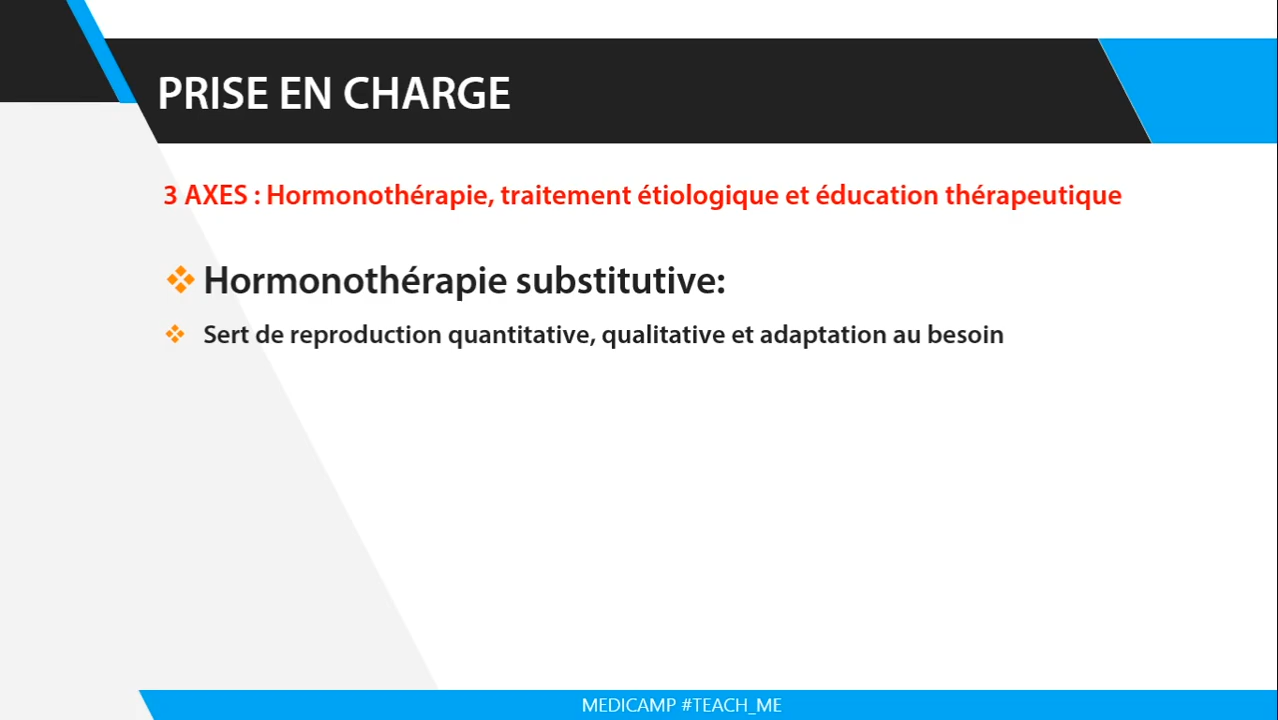 PRISE EN CHARGE
3 AXES : Hormonothérapie, traitement étiologique et éducation thérapeutique
Hormonothérapie substitutive:
Sert de reproduction quantitative, qualitative et adaptation au besoin
MEDICAMP #TEACH_ME